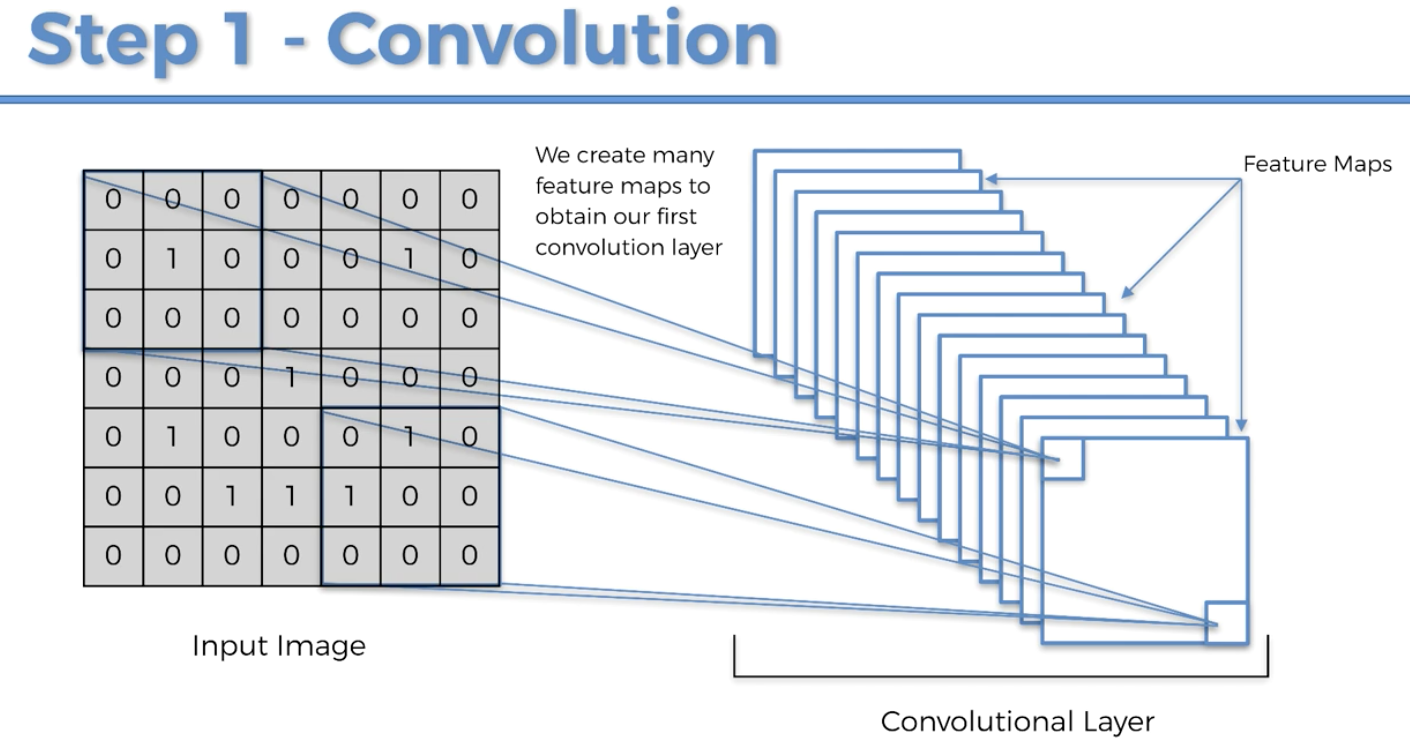 Step 1 - Convolution
We create many
feature maps to
obtain our first
convolution layer
Feature Maps
0 0 0 0 0 0 0
0 1 0 0 0 1 0
0 0 0 0 0 0 0
0 0 0 1 0 0 0
0 1 0 0 0 1 0
0 0 1 1 1 0 0
0 0 0 0 0 0 0
Input Image
Convolutional Layer